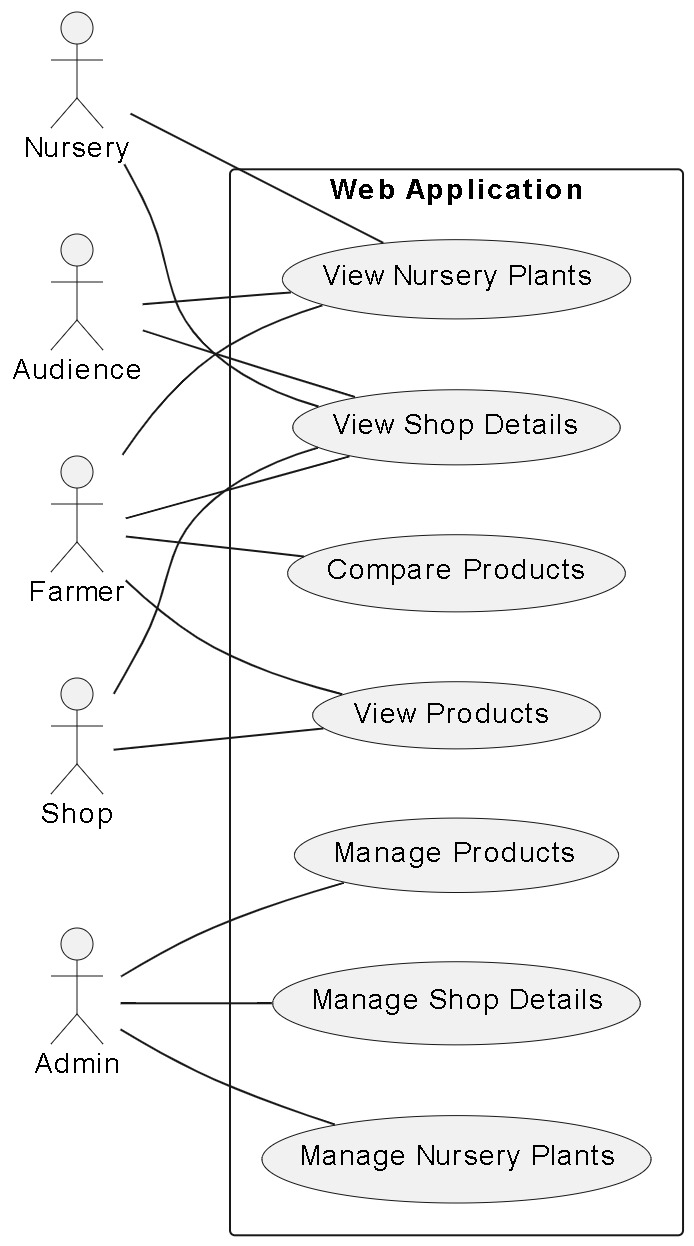 Nursery
Web Application
View Nursery Plants
Audience
View Shop Details
Compare Products
Farmer
View Products
Shop
Manage Products
Manage Shop Details
Admin
Manage Nursery Plants